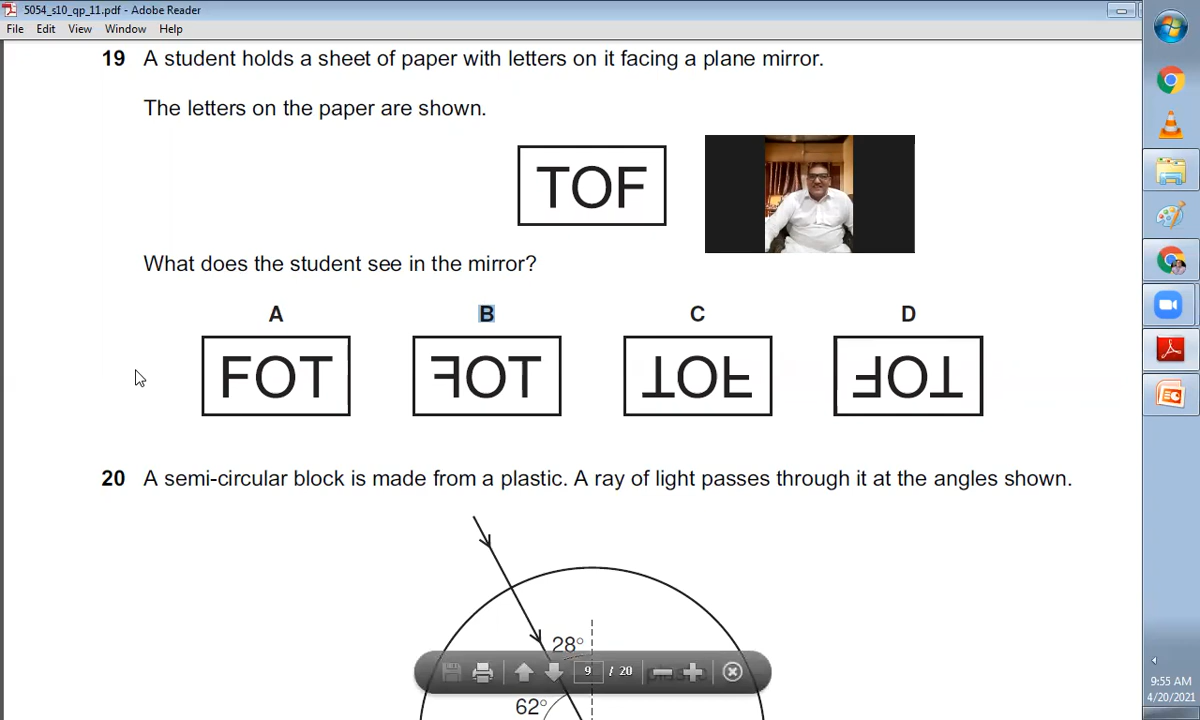 5054_s10_qp_11.pdf - Adobe Reader
File Edit View Window Help
19 A student holds a sheet of paper with letters on it facing a plane mirror.
The letters on the paper are shown.
TOF
What does the student see in the mirror?
A B C D
FOT TOF TOF TOF
20 A semi-circular block is made from a plastic. A ray of light passes through it at the angles shown.
28°
9 / 20
62°
9:55 AM
4/20/2021